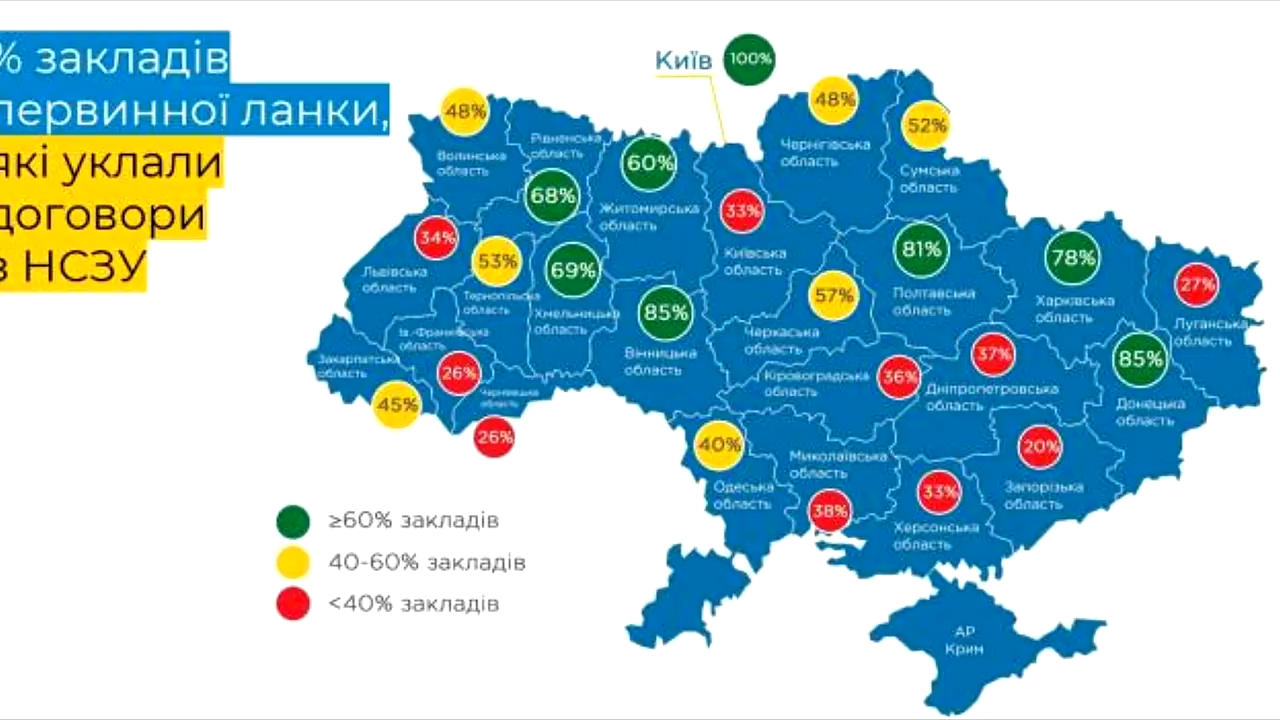 % закладів
первинної ланки,
які уклали
договори
з НСЗУ
Київ 100%
48%
Волинська
область
Рівненська
область
68%
60%
Житомирська
область
48%
Чернігівська
область
52%
Сумська
область
33%
Київська
область
34%
Львівська
область
53%
Тернопільська
область
69%
Хмельницька
область
85%
Вінницька
область
57%
Черкаська
область
81%
Полтавська
область
78%
Харківська
область
27%
Луганська
область
Закарпатська
область
45%
Ів.-Франківська
область
26%
Чернівецька
область
26%
Кіровоградська
область
36%
37%
Дніпропетровська
область
85%
Донецька
область
40%
Одеська
область
Миколаївська
область
38%
33%
Херсонська
область
20%
Запорізька
область
АР
Крим
≥60% закладів
40-60% закладів
<40% закладів